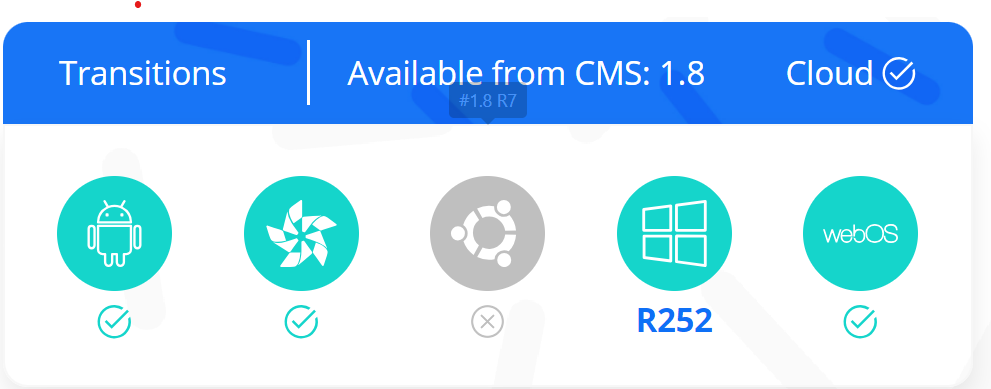 Transitions
Available from CMS: 1.8
Cloud
#1.8 R7
webOS
R252